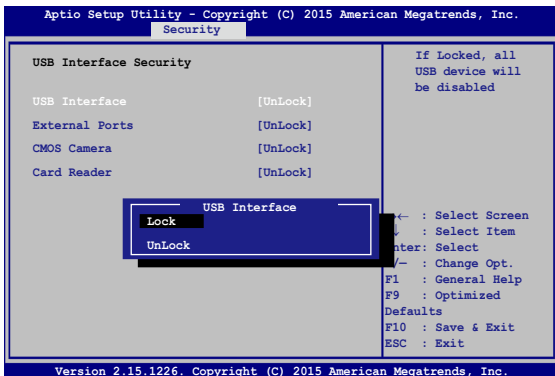 Aptio Setup Utility - Copyright (C) 2015 American Megatrends, Inc.
Security
USB Interface Security
USB Interface [UnLock]
External Ports [UnLock]
CMOS Camera [UnLock]
Card Reader [UnLock]
USB Interface
Lock
UnLock
If Locked, all
USB device will
be disabled
→← : Select Screen
↓ : Select Item
nter: Select
/— : Change Opt.
F1 : General Help
F9 : Optimized
Defaults
F10 : Save & Exit
ESC : Exit
Version 2.15.1226. Copyright (C) 2015 American Megatrends, Inc.